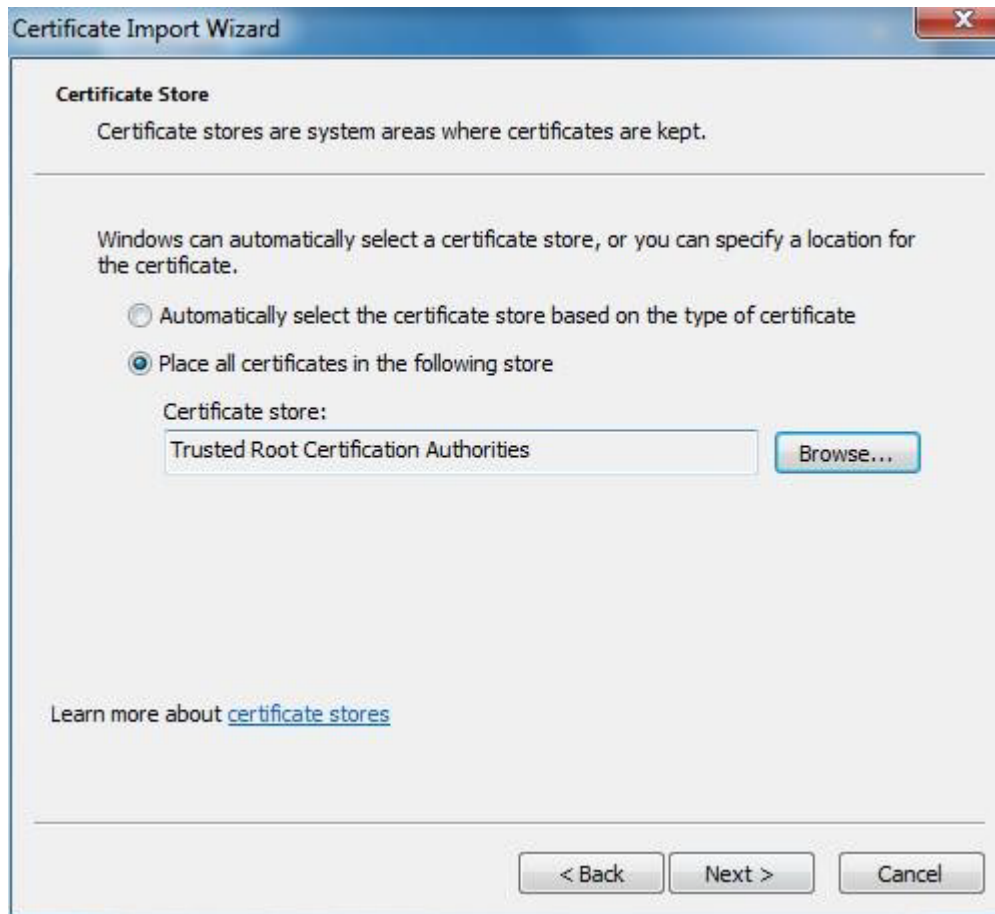 Certificate Import Wizard
Certificate Store
Certificate stores are system areas where certificates are kept.
Windows can automatically select a certificate store, or you can specify a location for
the certificate.
Automatically select the certificate store based on the type of certificate
Place all certificates in the following store
Certificate store:
Trusted Root Certification Authorities
Browse...
Learn more about certificate stores
< Back
Next >
Cancel